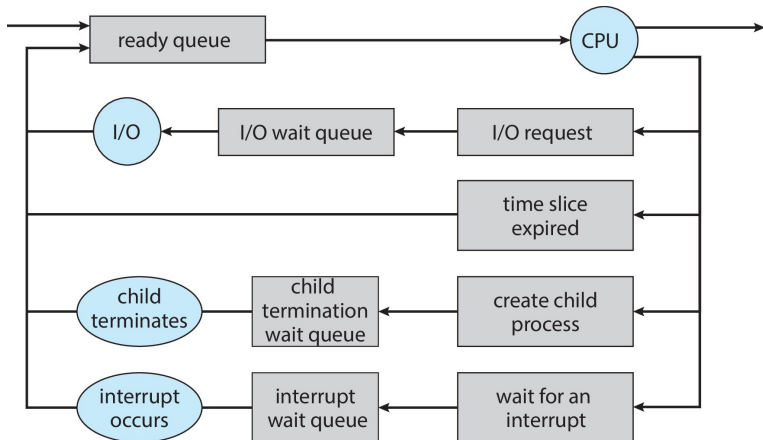 ready queue
CPU
I/O
I/O wait queue
I/O request
time slice
expired
child
terminates
child
termination
wait queue
create child
process
interrupt
occurs
interrupt
wait queue
wait for an
interrupt